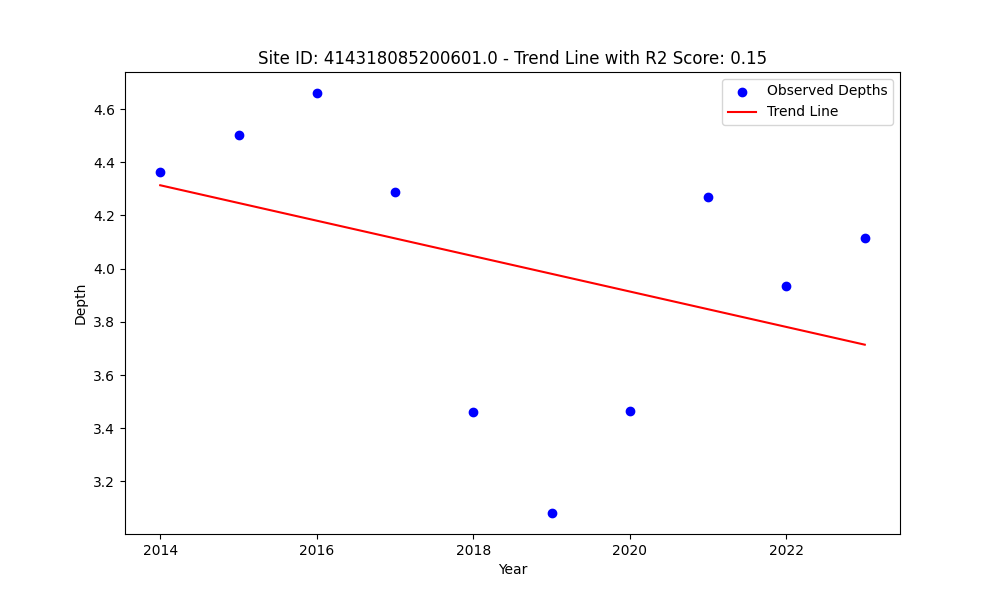 Site ID: 414318085200601.0 - Trend Line with R2 Score: 0.15
Observed Depths
Trend Line
4.6
4.4
4.2
4.0
3.8
3.6
3.4
3.2
Depth
2014
2016
2018
2020
2022
Year